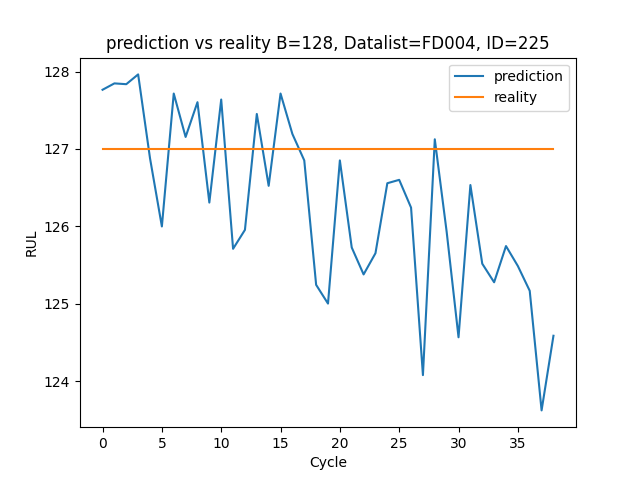 prediction vs reality B=128, Datalist=FD004, ID=225
prediction
reality
128
127
126
125
124
RUL
0 5 10 15 20 25 30 35
Cycle